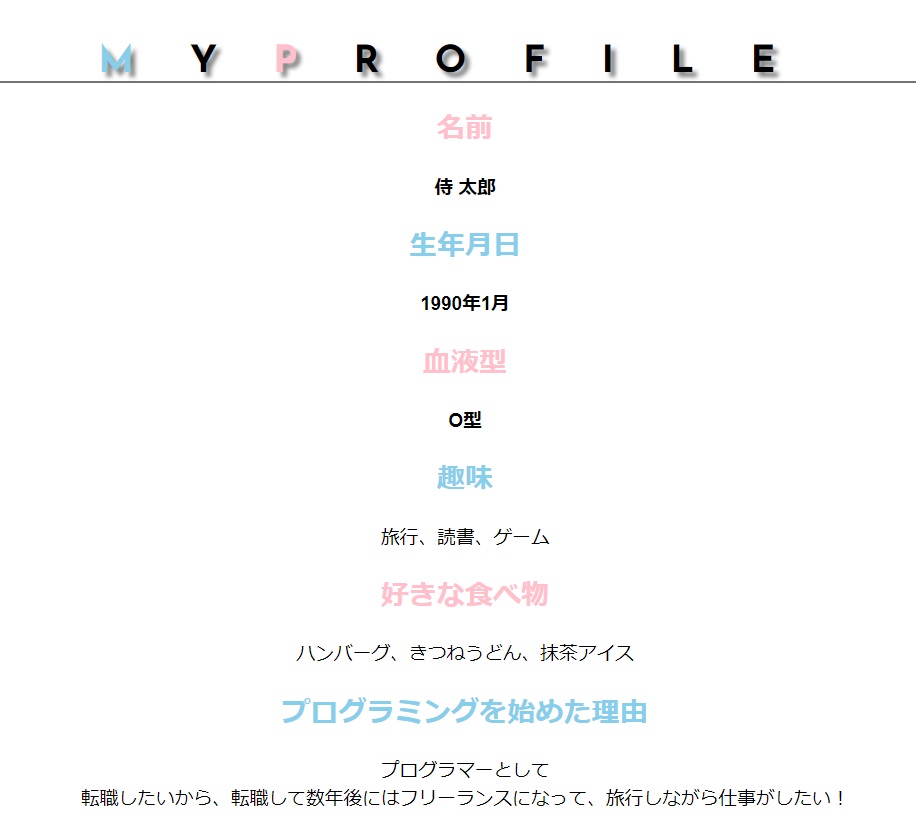 MYPROFILE
名前
侍 太郎
生年月日
1990年1月
血液型
O型
趣味
旅行、読書、ゲーム
好きな食べ物
ハンバーグ、きつねうどん、抹茶アイス
プログラミングを始めた理由
プログラマーとして
転職したいから、転職して数年後にはフリーランスになって、旅行しながら仕事がしたい！